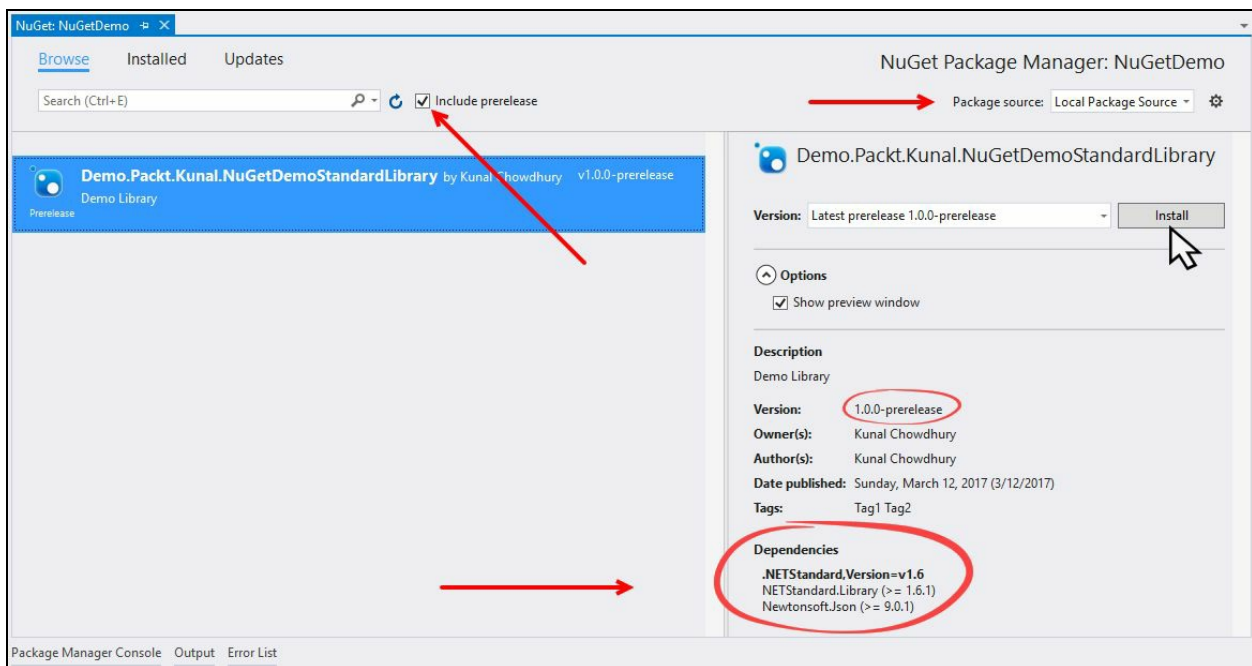 NuGet: NuGetDemo
Browse Installed Updates
NuGet Package Manager: NuGetDemo
Search (Ctrl+E)
Include prerelease
Package source: Local Package Source
Demo.Packt.Kunal.NuGetDemoStandardLibrary by Kunal Chowdhury v1.0.0-prerelease
Demo Library
Prerelease
Demo.Packt.Kunal.NuGetDemoStandardLibrary
Version: Latest prerelease 1.0.0-prerelease
Install
Options
Show preview window
Description
Demo Library
Version: 1.0.0-prerelease
Owner(s): Kunal Chowdhury
Author(s): Kunal Chowdhury
Date published: Sunday, March 12, 2017 (3/12/2017)
Tags: Tag1 Tag2
Dependencies
.NETStandard,Version=v1.6
NETStandard.Library (>= 1.6.1)
Newtonsoft.Json (>= 9.0.1)
Package Manager Console Output Error List